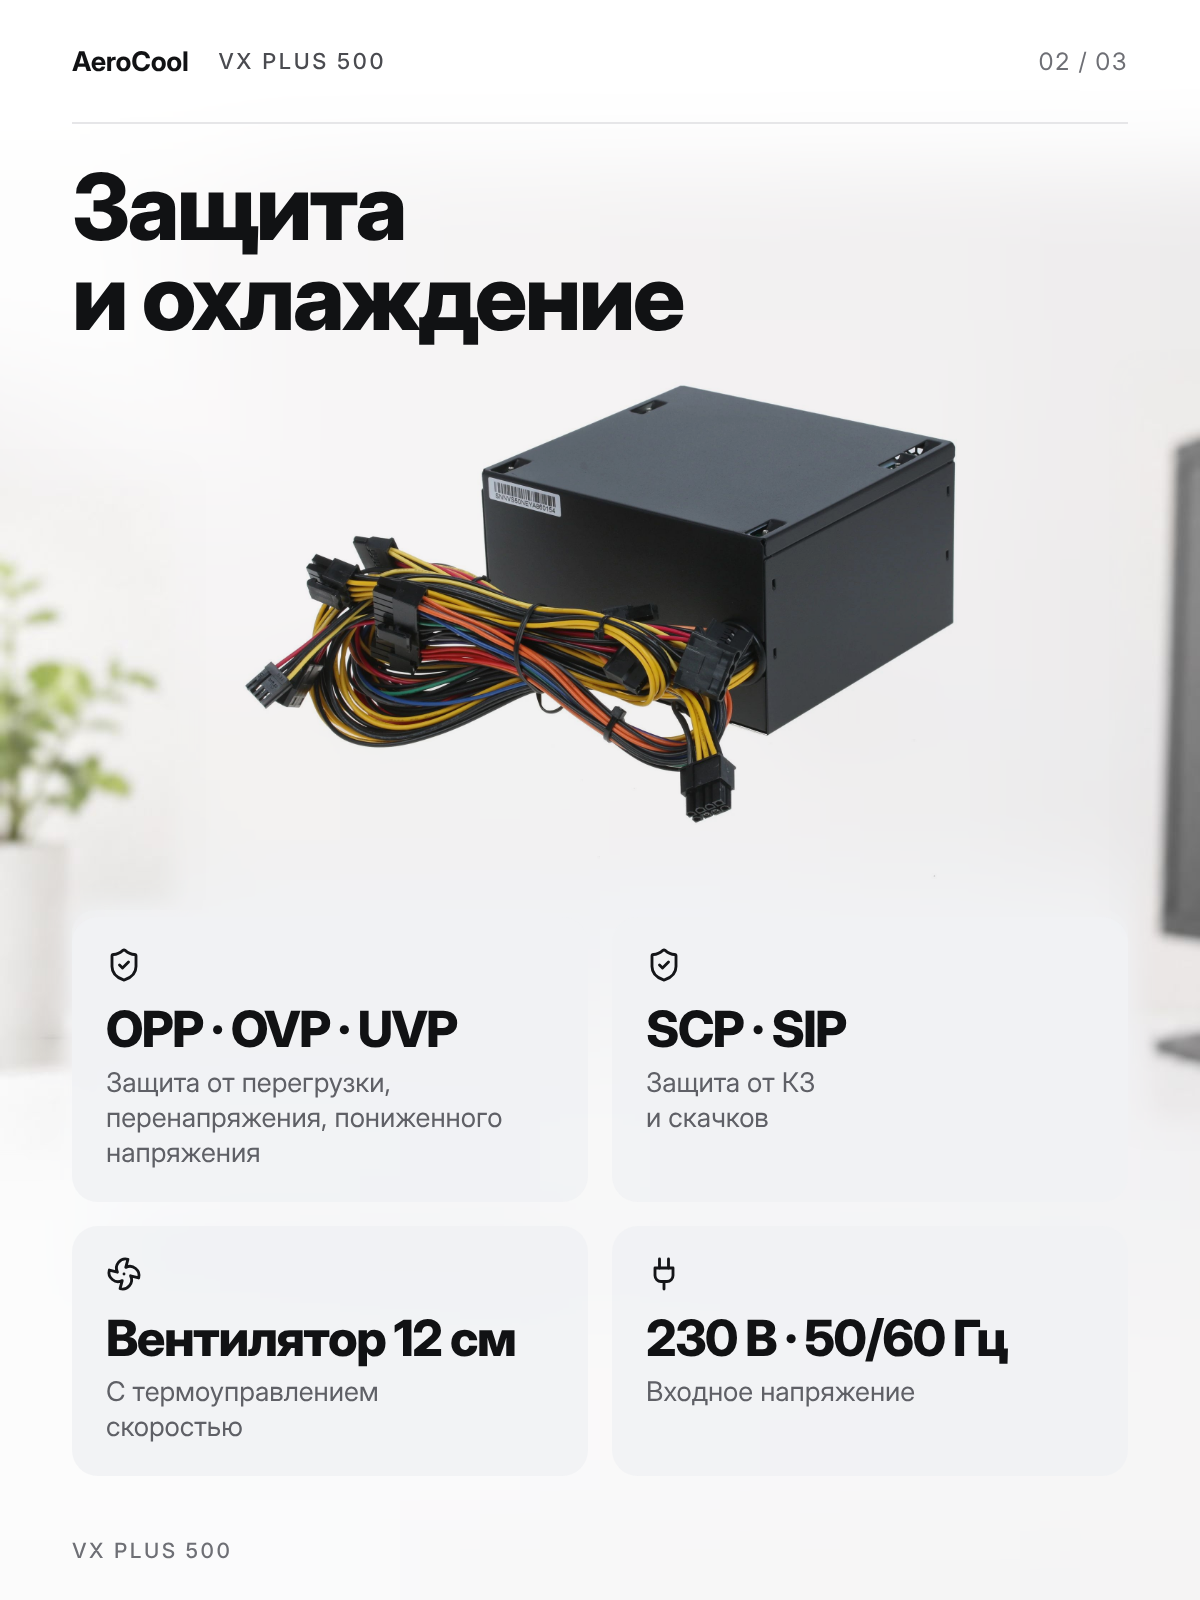 AeroCool VX PLUS 500 02 / 03
Защита
и охлаждение
OPP · OVP · UVP
Защита от перегрузки,
перенапряжения, пониженного
напряжения
SCP · SIP
Защита от КЗ
и скачков
Вентилятор 12 см
С термоуправлением
скоростью
230 В · 50/60 Гц
Входное напряжение
VX PLUS 500